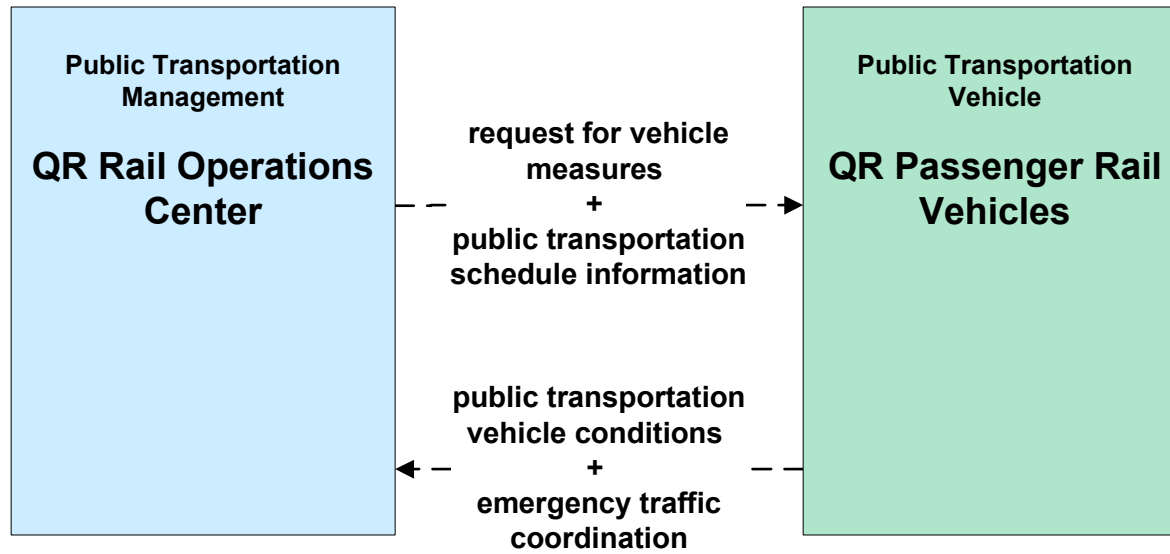 Public Transportation
Management
QR Rail Operations
Center
request for vehicle
measures
+
public transportation
schedule information
public transportation
vehicle conditions
+
emergency traffic
coordination
Public Transportation
Vehicle
QR Passenger Rail
Vehicles